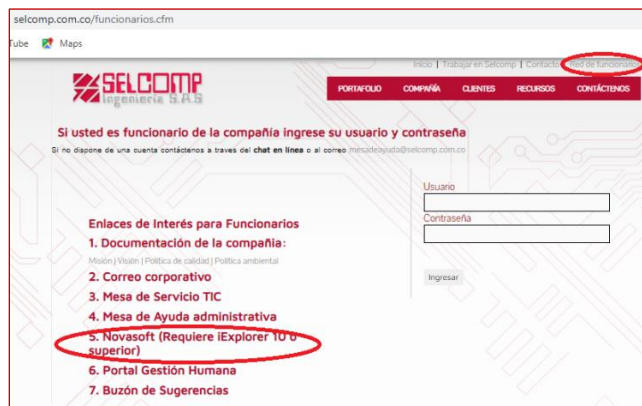 selcomp.com.co/funcionarios.cfm
Tube Maps
Inicio | Trabajar en Selcomp | Contacto | Red de funcionario
SELCOMP
Ingeniería S.A.S
PORTAFOLIO COMPAÑÍA CLIENTES RECURSOS CONTÁCTENOS
Si usted es funcionario de la compañía ingrese su usuario y contraseña
Si no dispone de una cuenta contáctenos a traves del chat en línea o al correo mesadeayuda@selcomp.com.co
Usuario
Contraseña
Ingresar
Enlaces de Interés para Funcionarios
1. Documentación de la compañia:
Misión | Visión | Política de calidad | Política ambiental
2. Correo corporativo
3. Mesa de Servicio TIC
4. Mesa de Ayuda administrativa
5. Novasoft (Requiere iExplorer 10 o
superior)
6. Portal Gestión Humana
7. Buzón de Sugerencias